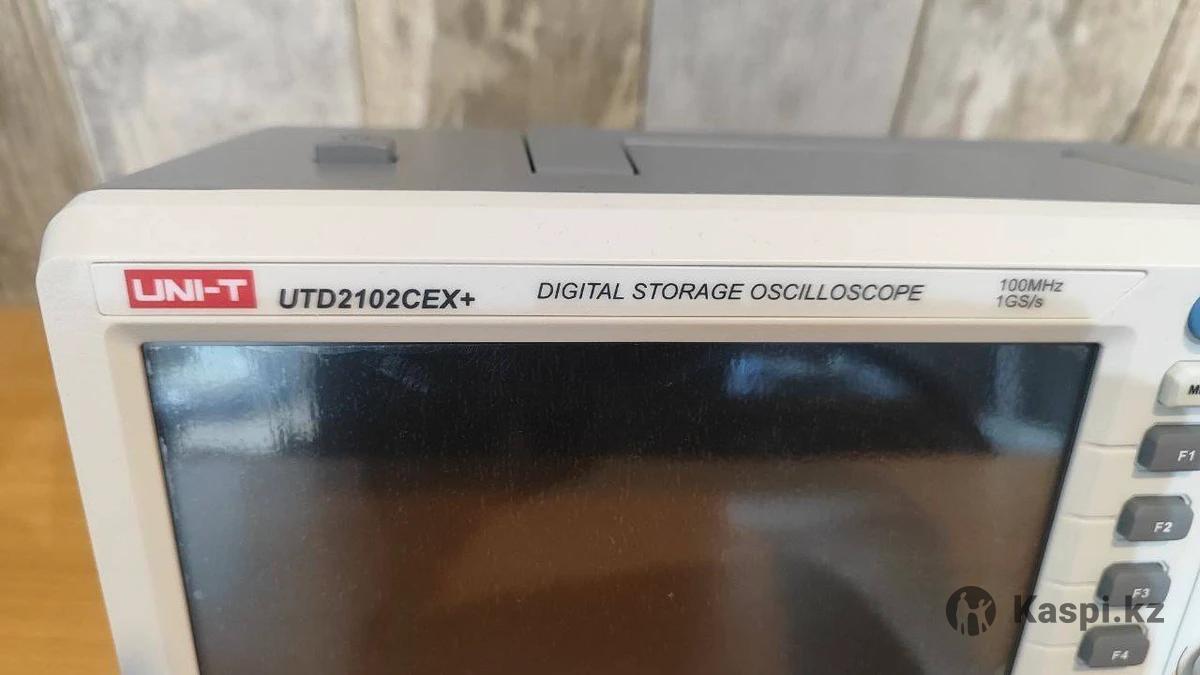 UNI-T UTD2102CEX+ DIGITAL STORAGE OSCILLOSCOPE 100MHz
1GS/s
F1
F2
F3
F4
Kaspi.kz